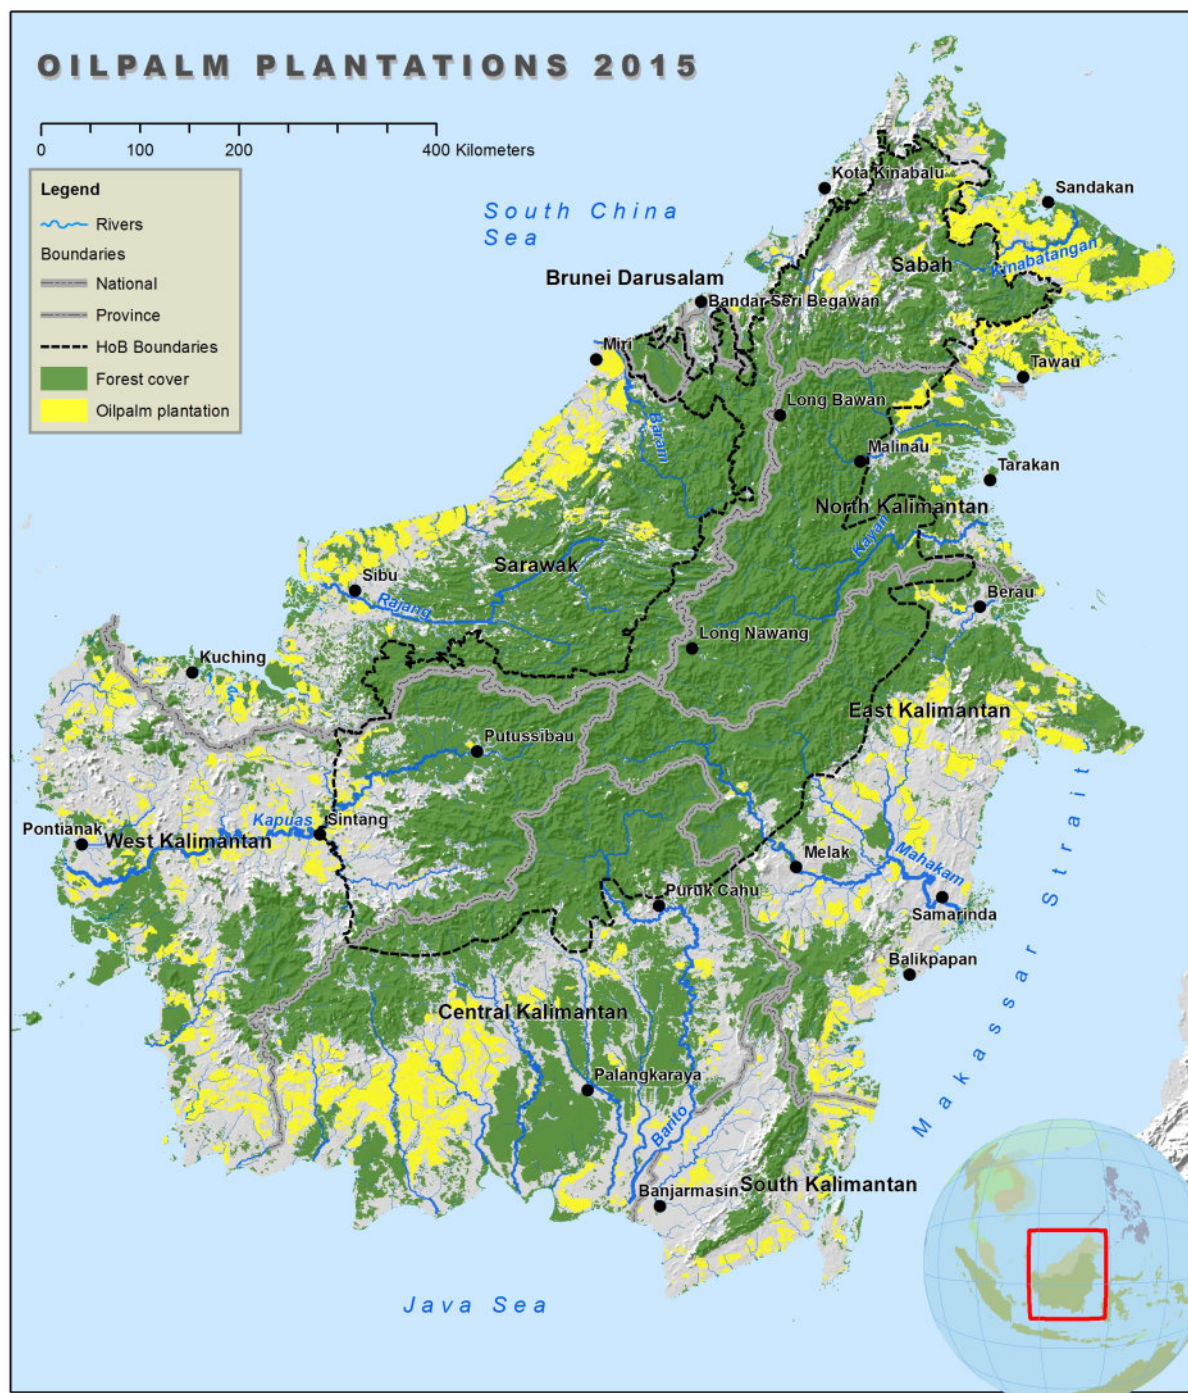 OILPALM PLANTATIONS 2015
0 100 200 400 Kilometers
Legend
Rivers
Boundaries
National
Province
HoB Boundaries
Forest cover
Oilpalm plantation
South China
Sea
Kota Kinabalu
Sandakan
Kinabatangan
Sabah
Brunei Darusalam
Bandar Seri Begawan
Miri
Tawau
Baram
Long Bawan
Malinau
Tarakan
North Kalimantan
Kayan
Sarawak
Sibu
Rajang
Berau
Long Nawang
Kuching
East Kalimantan
Putussibau
Makassar Strait
Pontianak
West Kalimantan
Kapuas
Sintang
Melak
Mahakam
Puruk Cahu
Samarinda
Balikpapan
Central Kalimantan
Palangkaraya
Barito
Banjarmasin
South Kalimantan
Java Sea